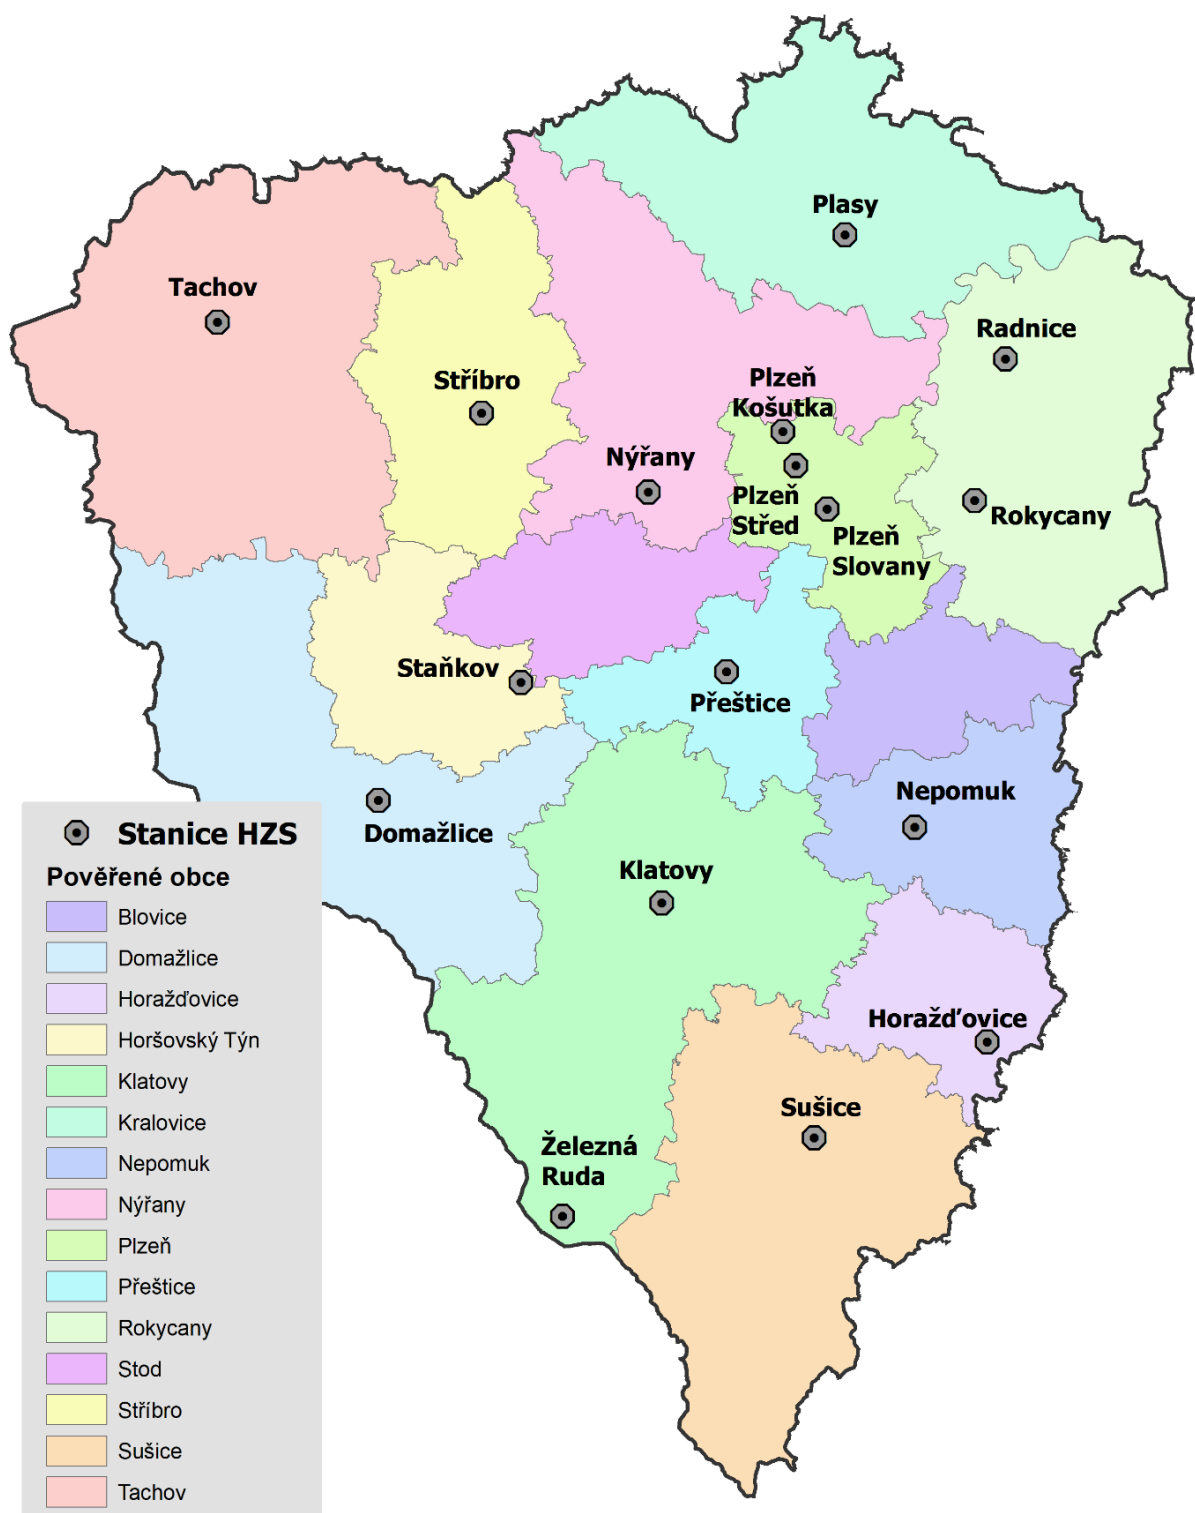 Plasy
Tachov
Radnice
Stříbro
Plzeň
Košutka
Nýřany
Plzeň
Střed
Rokycany
Plzeň
Slovany
Staňkov
Přeštice
Nepomuk
Domažlice
Klatovy
Horažďovice
Sušice
Železná
Ruda
Stanice HZS
Pověřené obce
Blovice
Domažlice
Horažďovice
Horšovský Týn
Klatovy
Kralovice
Nepomuk
Nýřany
Plzeň
Přeštice
Rokycany
Stod
Stříbro
Sušice
Tachov